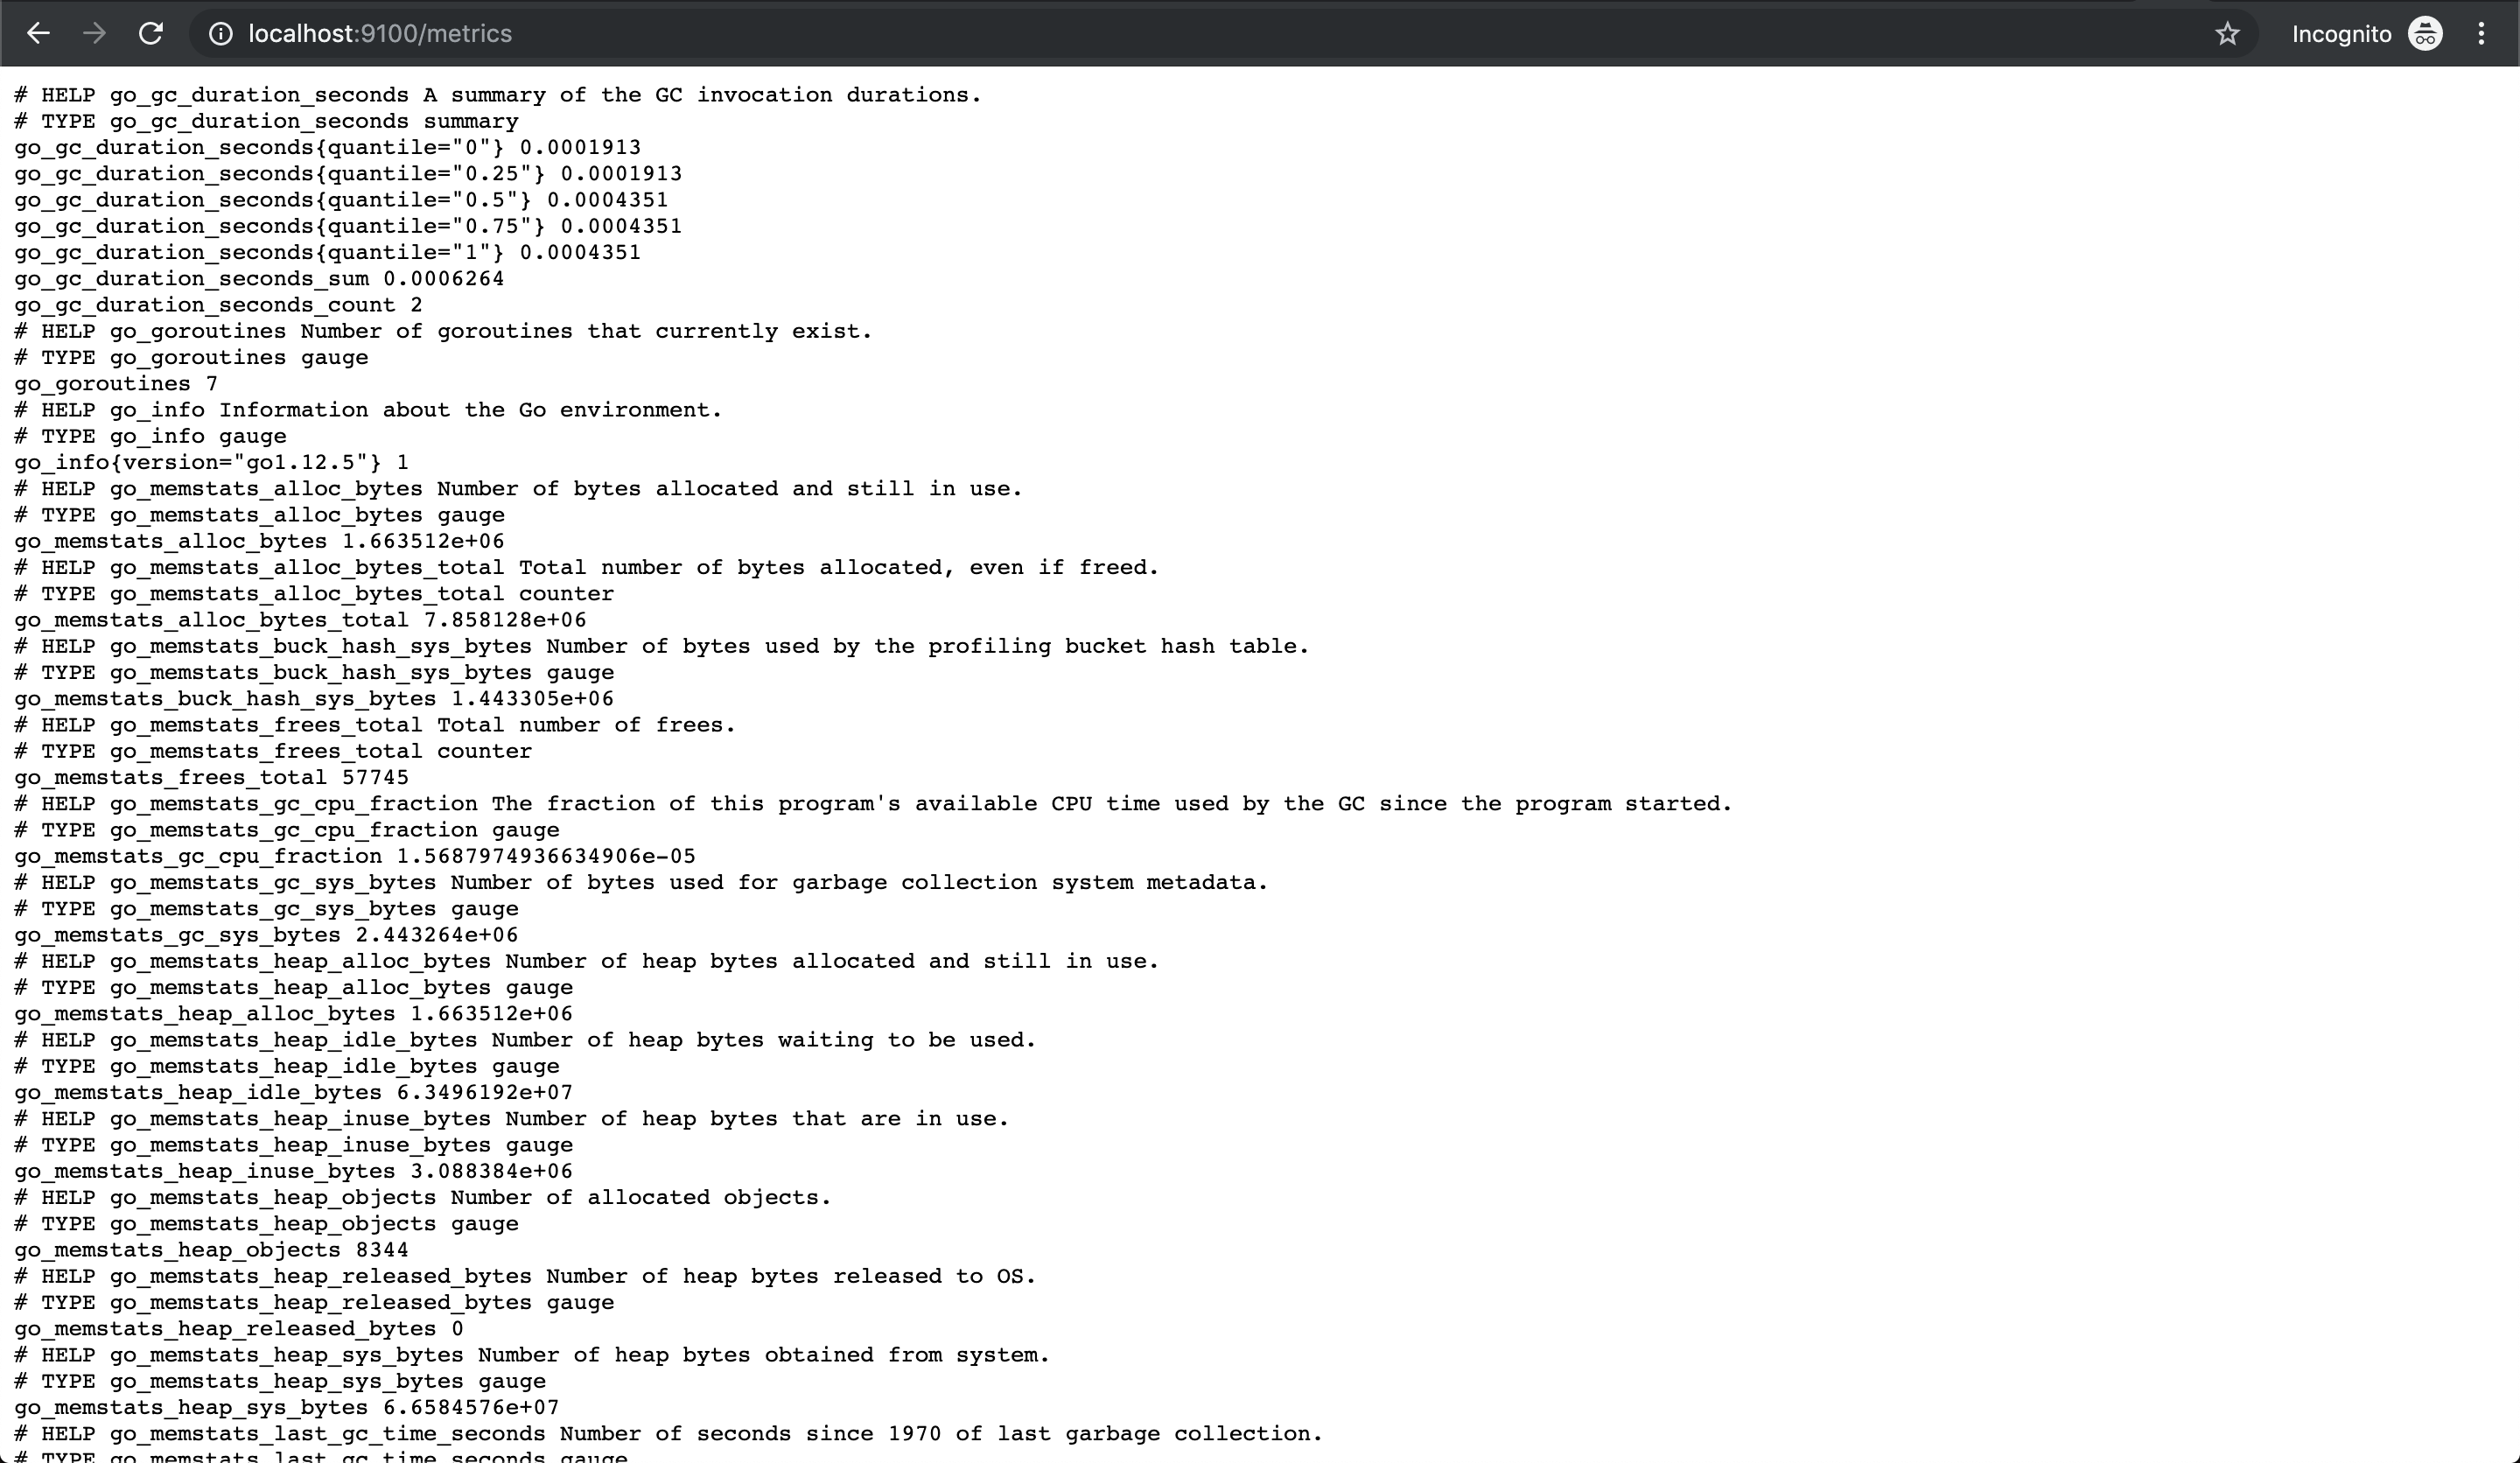 localhost:9100/metrics
Incognito
# HELP go_gc_duration_seconds A summary of the GC invocation durations.
# TYPE go_gc_duration_seconds summary
go_gc_duration_seconds{quantile="0"} 0.0001913
go_gc_duration_seconds{quantile="0.25"} 0.0001913
go_gc_duration_seconds{quantile="0.5"} 0.0004351
go_gc_duration_seconds{quantile="0.75"} 0.0004351
go_gc_duration_seconds{quantile="1"} 0.0004351
go_gc_duration_seconds_sum 0.0006264
go_gc_duration_seconds_count 2
# HELP go_goroutines Number of goroutines that currently exist.
# TYPE go_goroutines gauge
go_goroutines 7
# HELP go_info Information about the Go environment.
# TYPE go_info gauge
go_info{version="go1.12.5"} 1
# HELP go_memstats_alloc_bytes Number of bytes allocated and still in use.
# TYPE go_memstats_alloc_bytes gauge
go_memstats_alloc_bytes 1.663512e+06
# HELP go_memstats_alloc_bytes_total Total number of bytes allocated, even if freed.
# TYPE go_memstats_alloc_bytes_total counter
go_memstats_alloc_bytes_total 7.858128e+06
# HELP go_memstats_buck_hash_sys_bytes Number of bytes used by the profiling bucket hash table.
# TYPE go_memstats_buck_hash_sys_bytes gauge
go_memstats_buck_hash_sys_bytes 1.443305e+06
# HELP go_memstats_frees_total Total number of frees.
# TYPE go_memstats_frees_total counter
go_memstats_frees_total 57745
# HELP go_memstats_gc_cpu_fraction The fraction of this program's available CPU time used by the GC since the program started.
# TYPE go_memstats_gc_cpu_fraction gauge
go_memstats_gc_cpu_fraction 1.5687974936634906e-05
# HELP go_memstats_gc_sys_bytes Number of bytes used for garbage collection system metadata.
# TYPE go_memstats_gc_sys_bytes gauge
go_memstats_gc_sys_bytes 2.443264e+06
# HELP go_memstats_heap_alloc_bytes Number of heap bytes allocated and still in use.
# TYPE go_memstats_heap_alloc_bytes gauge
go_memstats_heap_alloc_bytes 1.663512e+06
# HELP go_memstats_heap_idle_bytes Number of heap bytes waiting to be used.
# TYPE go_memstats_heap_idle_bytes gauge
go_memstats_heap_idle_bytes 6.3496192e+07
# HELP go_memstats_heap_inuse_bytes Number of heap bytes that are in use.
# TYPE go_memstats_heap_inuse_bytes gauge
go_memstats_heap_inuse_bytes 3.088384e+06
# HELP go_memstats_heap_objects Number of allocated objects.
# TYPE go_memstats_heap_objects gauge
go_memstats_heap_objects 8344
# HELP go_memstats_heap_released_bytes Number of heap bytes released to OS.
# TYPE go_memstats_heap_released_bytes gauge
go_memstats_heap_released_bytes 0
# HELP go_memstats_heap_sys_bytes Number of heap bytes obtained from system.
# TYPE go_memstats_heap_sys_bytes gauge
go_memstats_heap_sys_bytes 6.6584576e+07
# HELP go_memstats_last_gc_time_seconds Number of seconds since 1970 of last garbage collection.
# TYPE go_memstats_last_gc_time_seconds gauge